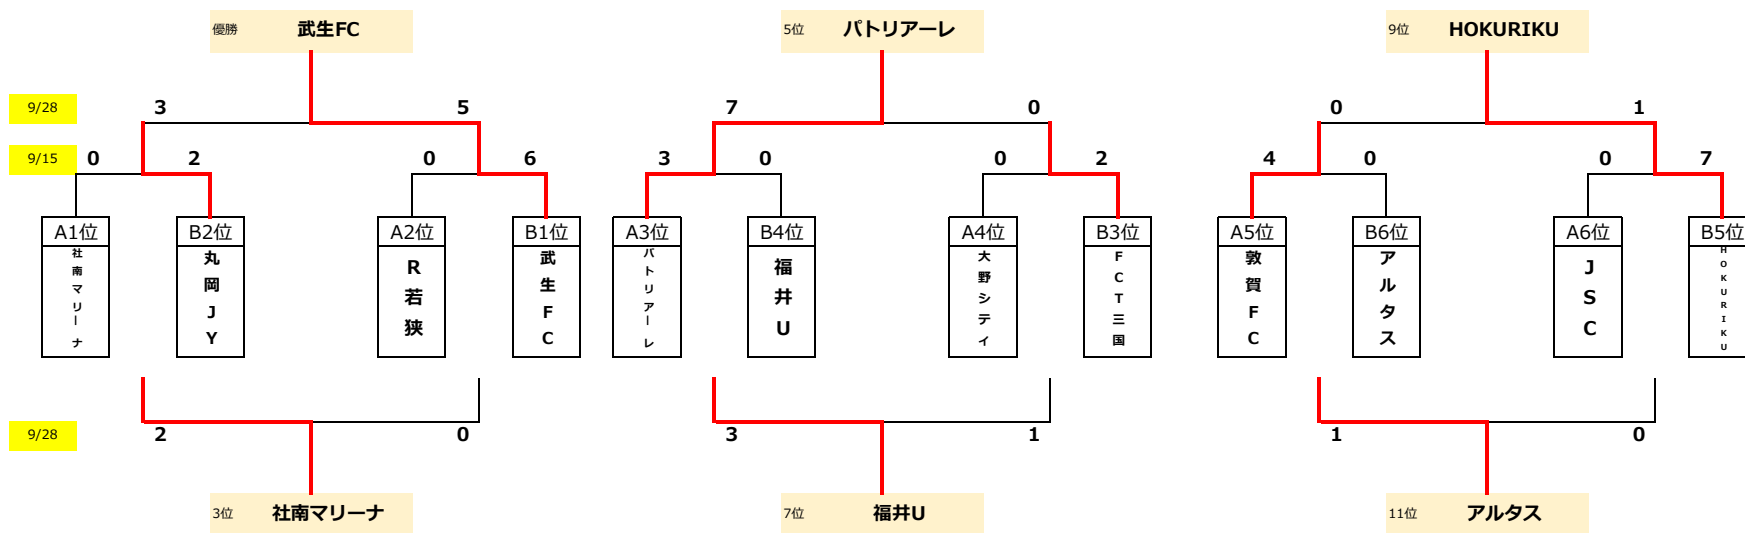 優勝 武生FC 5位 パトリアーレ 9位 HOKURIKU
9/28 3 5 7 0 0 1
9/15 0 2 0 6 3 0 0 2 4 0 0 7
A1位 B2位 A2位 B1位 A3位 B4位 A4位 B3位 A5位 B6位 A6位 B5位
社南マリーナ
丸岡JY
R若狭
武生FC
パトリアーレ
福井U
大野シティ
FCT三国
敦賀FC
アルタス
JSC
HOKURIKU
9/28 2 0 3 1 1 0
3位 社南マリーナ 7位 福井U 11位 アルタス